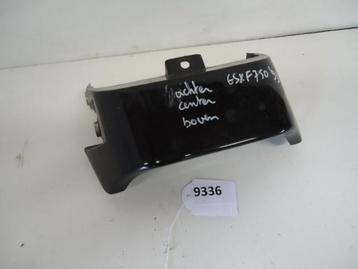 achter
center
boven
GSXF750
9336